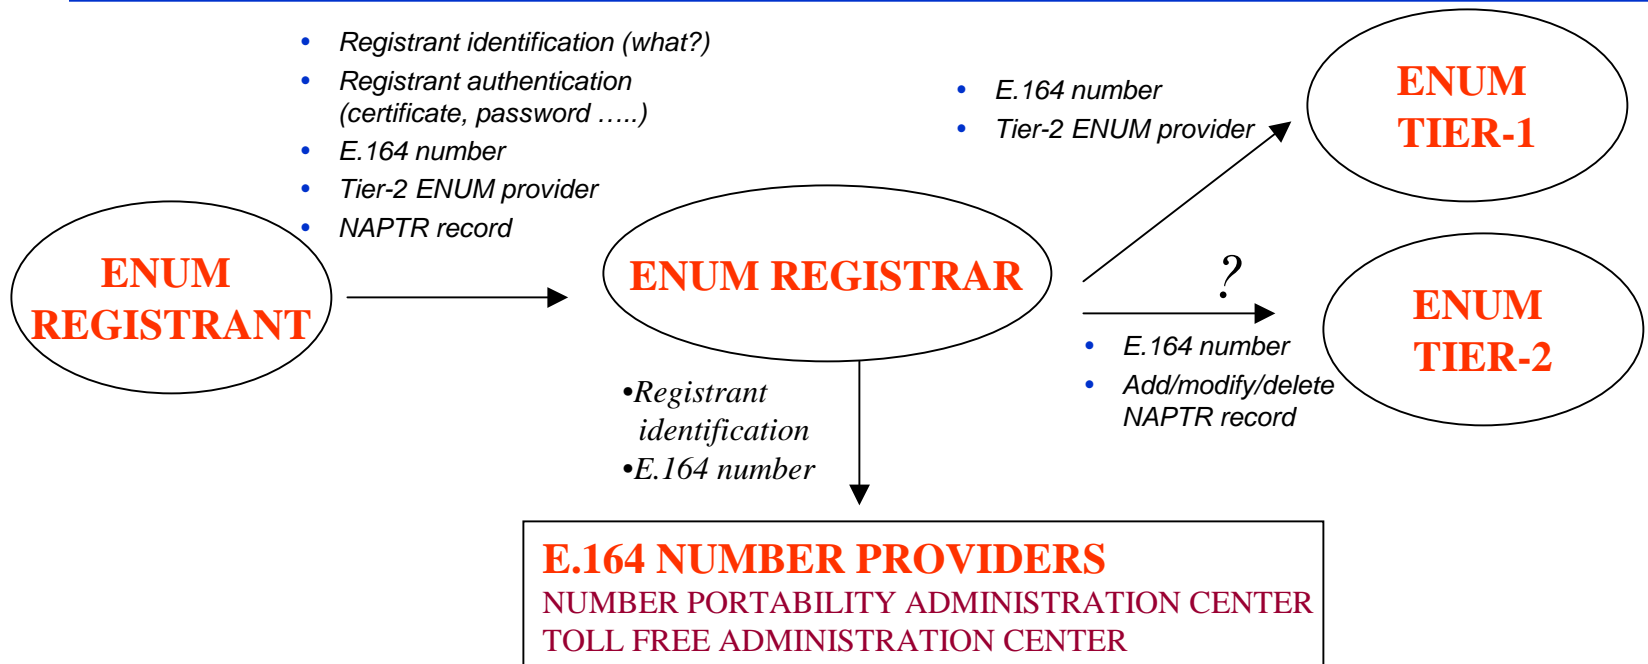 • Registrant identification (what?)
• Registrant authentication
(certificate, password …..)
• E.164 number
• Tier-2 ENUM provider
• NAPTR record
ENUM
REGISTRANT
ENUM REGISTRAR
• E.164 number
• Tier-2 ENUM provider
ENUM
TIER-1
?
• E.164 number
• Add/modify/delete
NAPTR record
ENUM
TIER-2
•Registrant
identification
•E.164 number
E.164 NUMBER PROVIDERS
NUMBER PORTABILITY ADMINISTRATION CENTER
TOLL FREE ADMINISTRATION CENTER